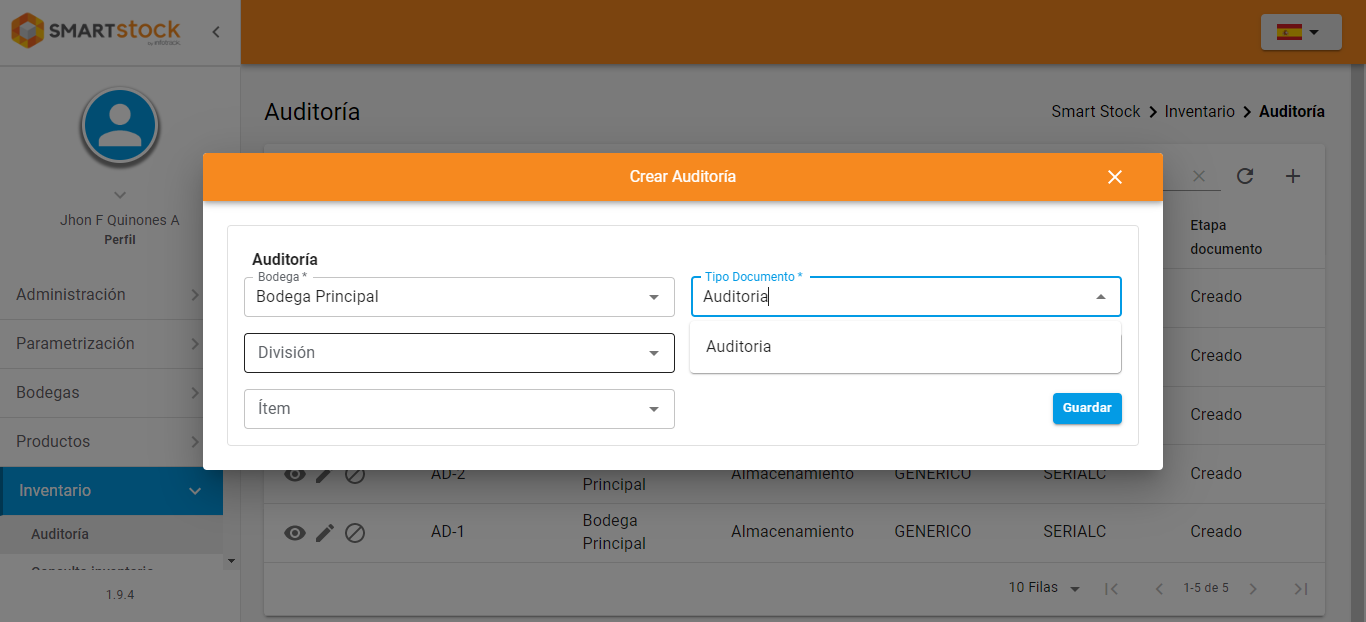 SMARTstock
by infotrack
Auditoría
Smart Stock
Inventario
Auditoría
Jhon F Quinones A
Perfil
Administración
Parametrización
Bodegas
Productos
Inventario
Auditoría
Consulta inventario
1.9.4
Crear Auditoría
Auditoría
Bodega *
Bodega Principal
Tipo Documento *
Auditoria
División
Auditoria
Ítem
Guardar
Etapa
documento
Creado
Creado
Creado
AD-2
Principal
Almacenamiento
GENERICO
SERIALC
Creado
AD-1
Bodega
Principal
Almacenamiento
GENERICO
SERIALC
Creado
10 Filas
1-5 de 5